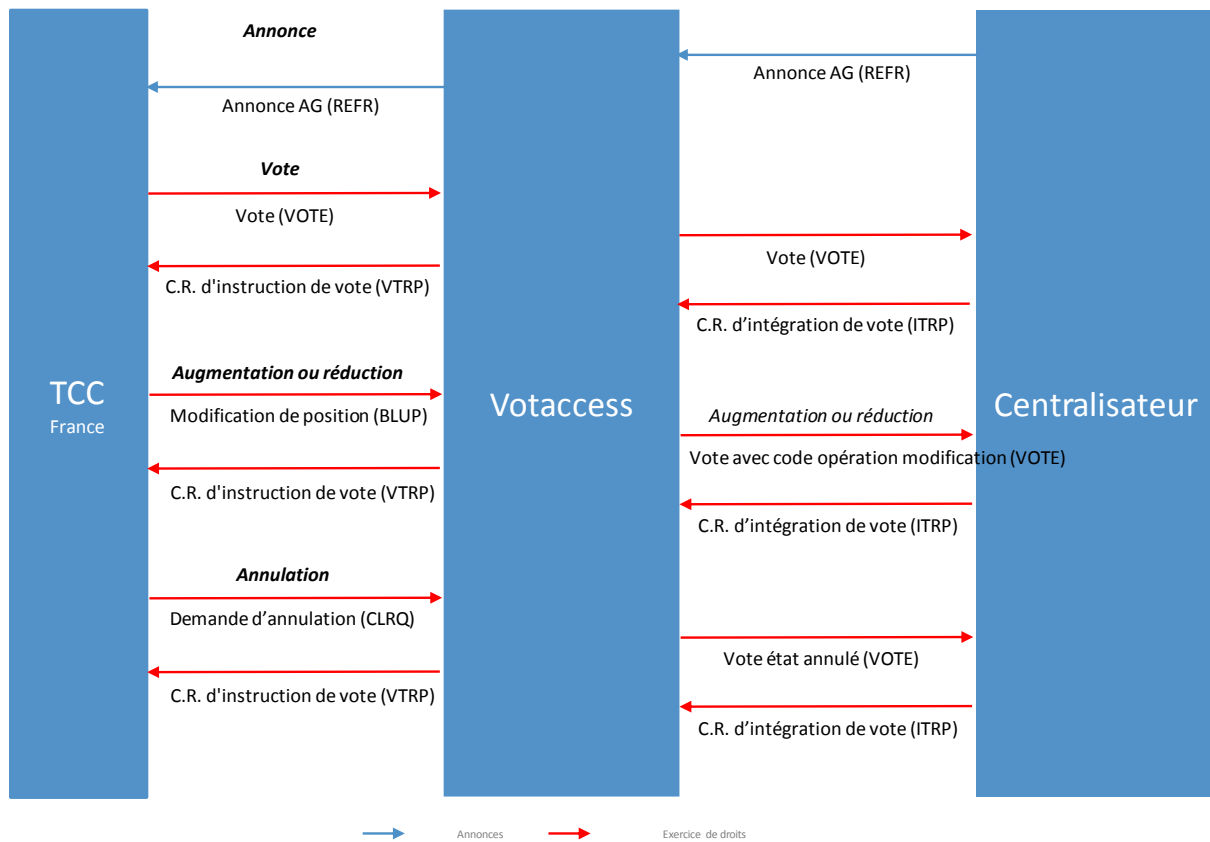 Annonce
Annonce AG (REFR)
Annonce AG (REFR)
Vote
Vote (VOTE)
Vote (VOTE)
C.R. d'instruction de vote (VTRP)
C.R. d’intégration de vote (ITRP)
TCC
France
Augmentation ou réduction
Modification de position (BLUP)
Votaccess
Augmentation ou réduction
Vote avec code opération modification (VOTE)
Centralisateur
C.R. d'instruction de vote (VTRP)
C.R. d’intégration de vote (ITRP)
Annulation
Demande d’annulation (CLRQ)
Vote état annulé (VOTE)
C.R. d'instruction de vote (VTRP)
C.R. d’intégration de vote (ITRP)
Annonces
Exercice de droits